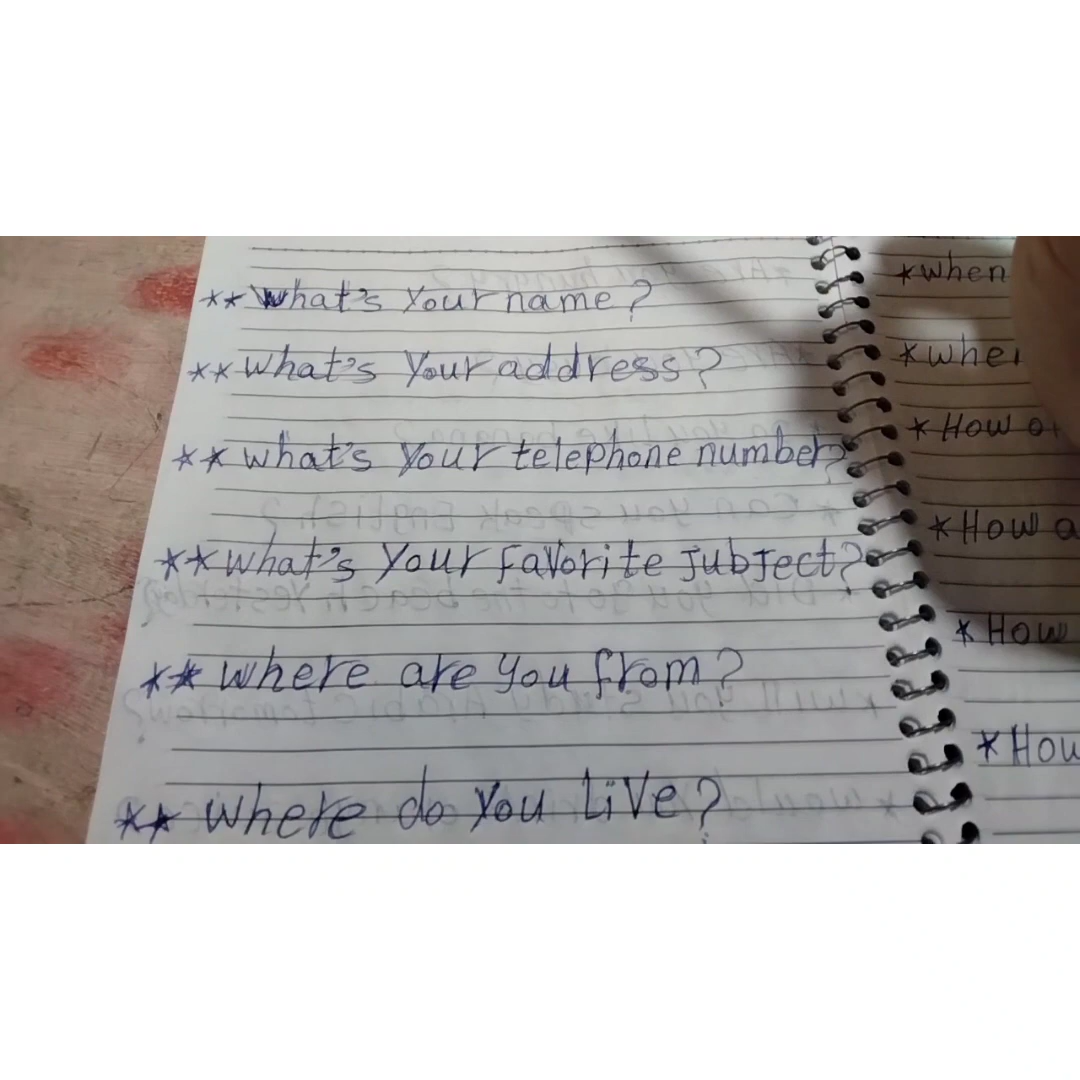 ** What's your name?
** What's your address?
** what's your telephone number?
** what's your Favorite subject?
** where are you from?
** where do you Live?
* when
*
* How
* How a
* How
* How